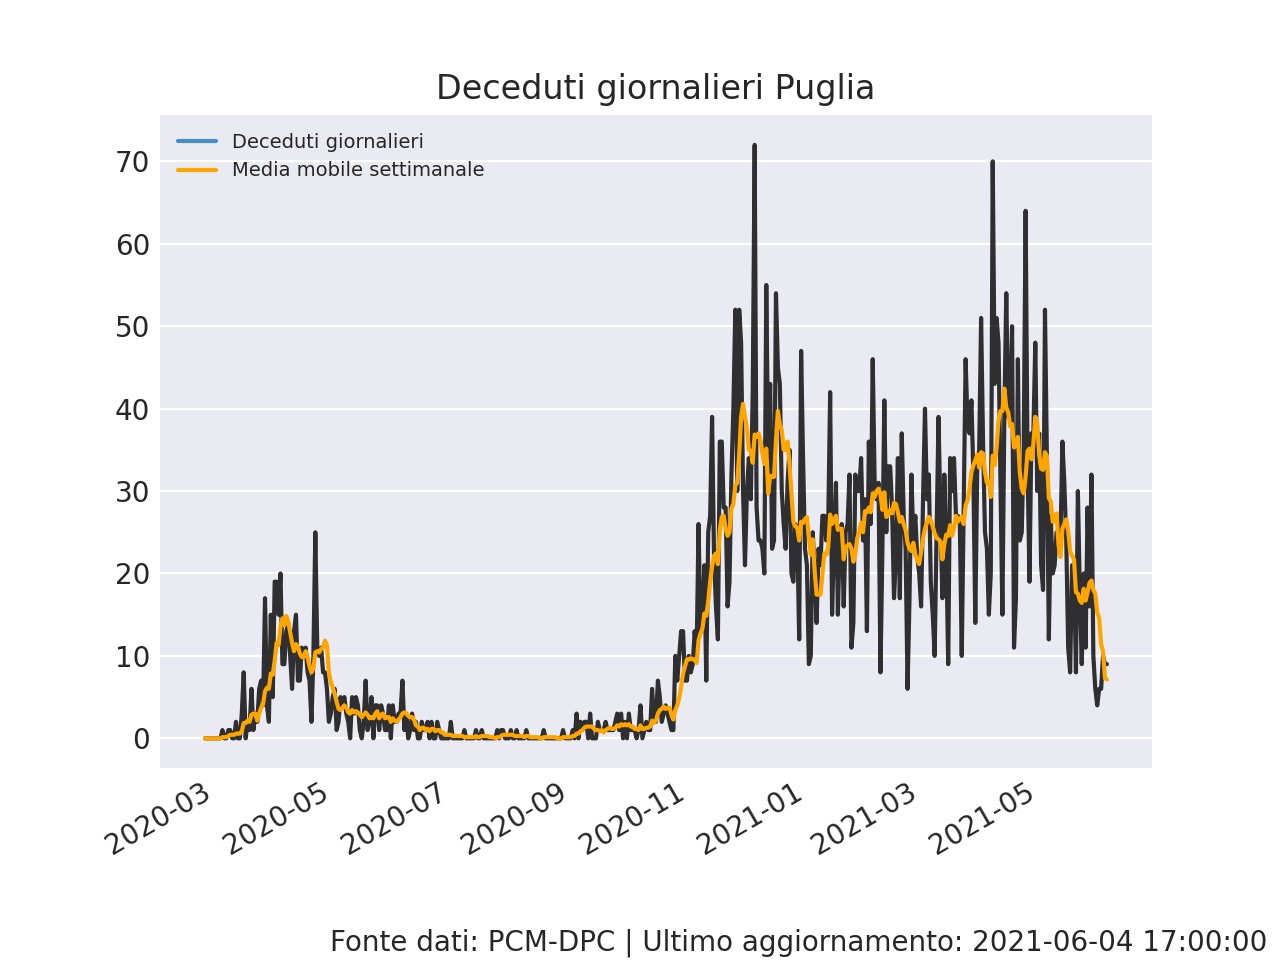 Deceduti giornalieri Puglia
Deceduti giornalieri
Media mobile settimanale
70
60
50
40
30
20
10
0
2020-03 2020-05 2020-07 2020-09 2020-11 2021-01 2021-03 2021-05
Fonte dati: PCM-DPC | Ultimo aggiornamento: 2021-06-04 17:00:00